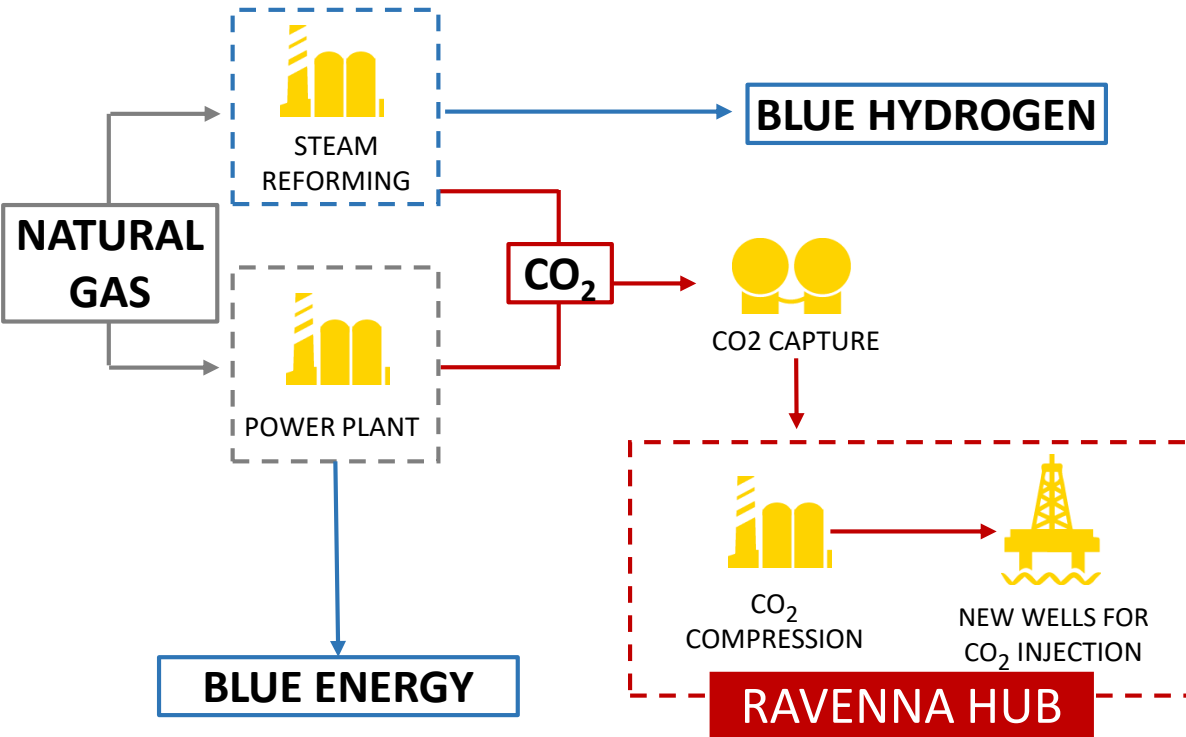 STEAM
REFORMING
BLUE HYDROGEN
NATURAL
GAS
CO₂
CO2 CAPTURE
POWER PLANT
CO₂
COMPRESSION
NEW WELLS FOR
CO₂ INJECTION
BLUE ENERGY
RAVENNA HUB